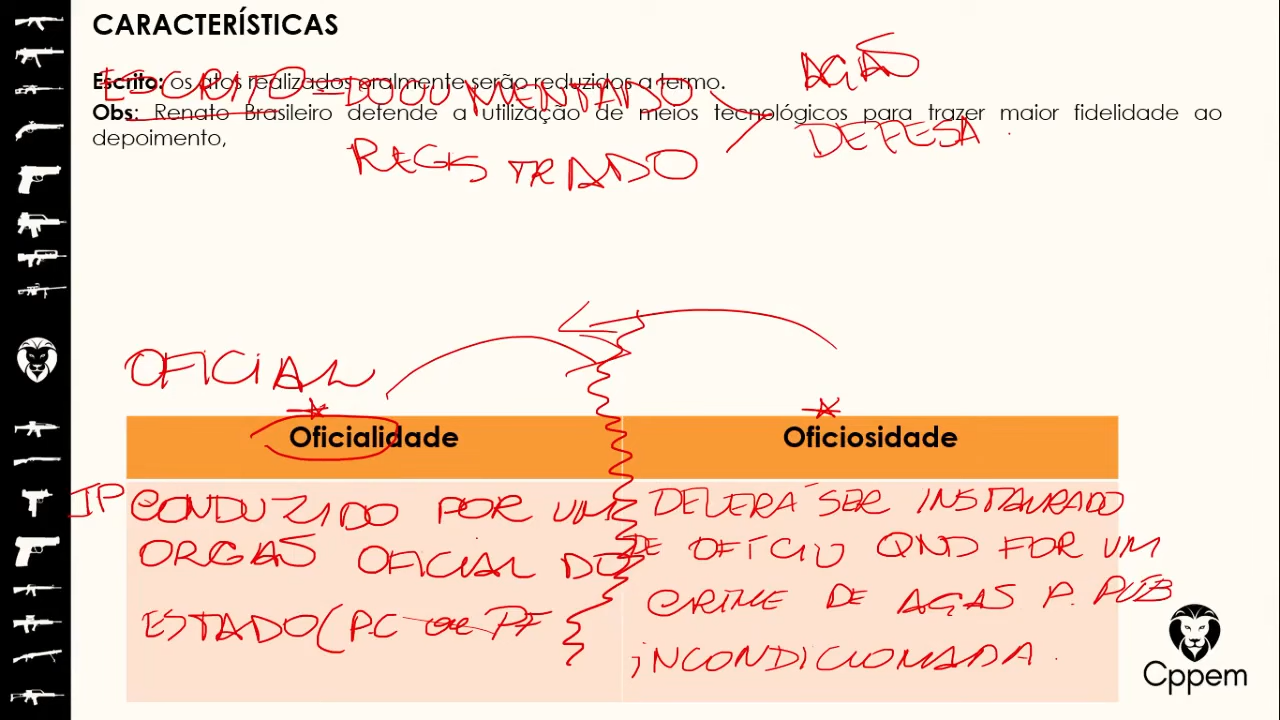 CARACTERÍSTICAS
Escrito: os atos realizados oralmente serão reduzidos a termo.
ESCRITO = DOCUMENTADO
AÇÃO
Obs: Renato Brasileiro defende a utilização de meios tecnológicos para trazer maior fidelidade ao
depoimento,
DEFESA
REGISTRADO
OFICIAL
Oficialidade
Oficiosidade
IP CONDUZIDO POR UM
ORGÃO OFICIAL DO
ESTADO (PC ou PF
DEVERÁ SER INSTAURADO
DE OFÍCIO QND FOR UM
CRIME DE AÇÃO P. PÚB
INCONDICIONADA.
Cppem